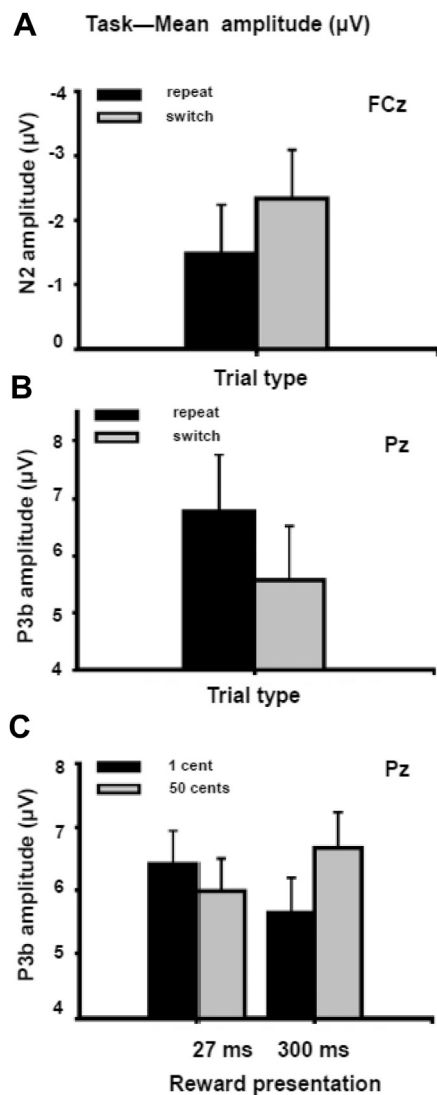 A Task—Mean amplitude (µV)
-4
repeat
FCz
switch
-3
-2
-1
0
N2 amplitude (µV)
Trial type
B
repeat
8
switch
Pz
7
6
5
4
P3b amplitude (µV)
Trial type
C
8
1 cent
Pz
50 cents
7
6
5
4
P3b amplitude (µV)
27 ms 300 ms
Reward presentation